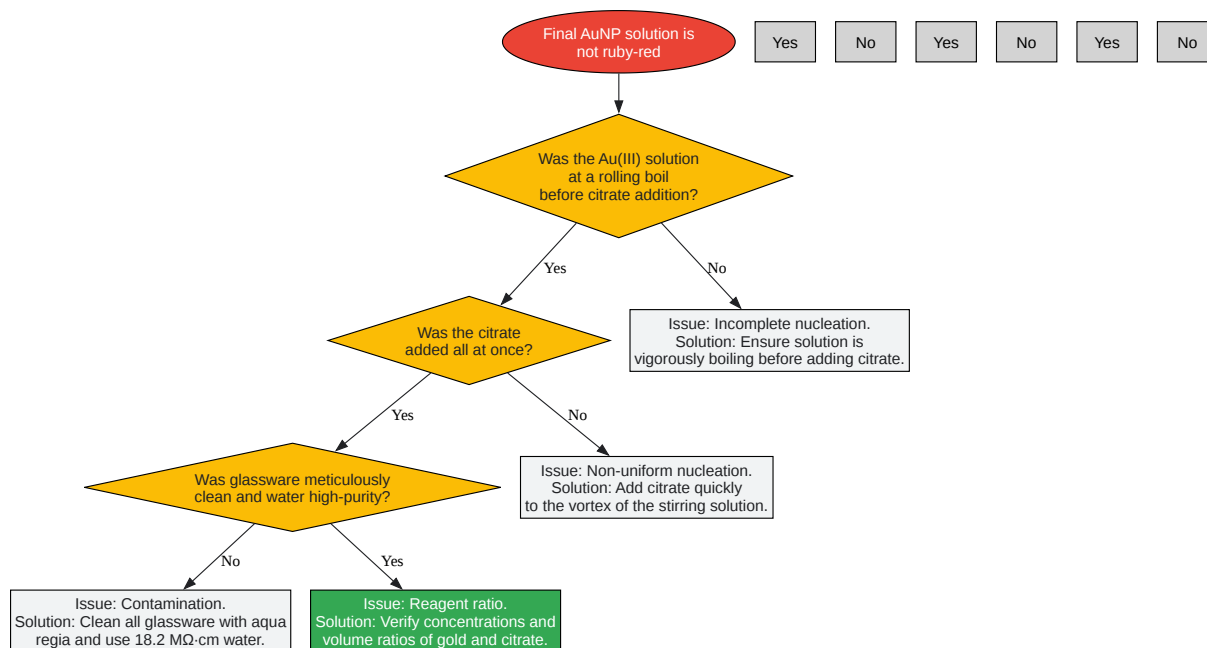 Final AuNP solution is
not ruby-red
Yes
No
Yes
No
Yes
No
Was the Au(III) solution
at a rolling boil
before citrate addition?
Yes
No
Was the citrate
added all at once?
Issue: Incomplete nucleation.
Solution: Ensure solution is
vigorously boiling before adding citrate.
Yes
No
Was glassware meticulously
clean and water high-purity?
Issue: Non-uniform nucleation.
Solution: Add citrate quickly
to the vortex of the stirring solution.
No
Yes
Issue: Contamination.
Solution: Clean all glassware with aqua
regia and use 18.2 MΩ·cm water.
Issue: Reagent ratio.
Solution: Verify concentrations and
volume ratios of gold and citrate.